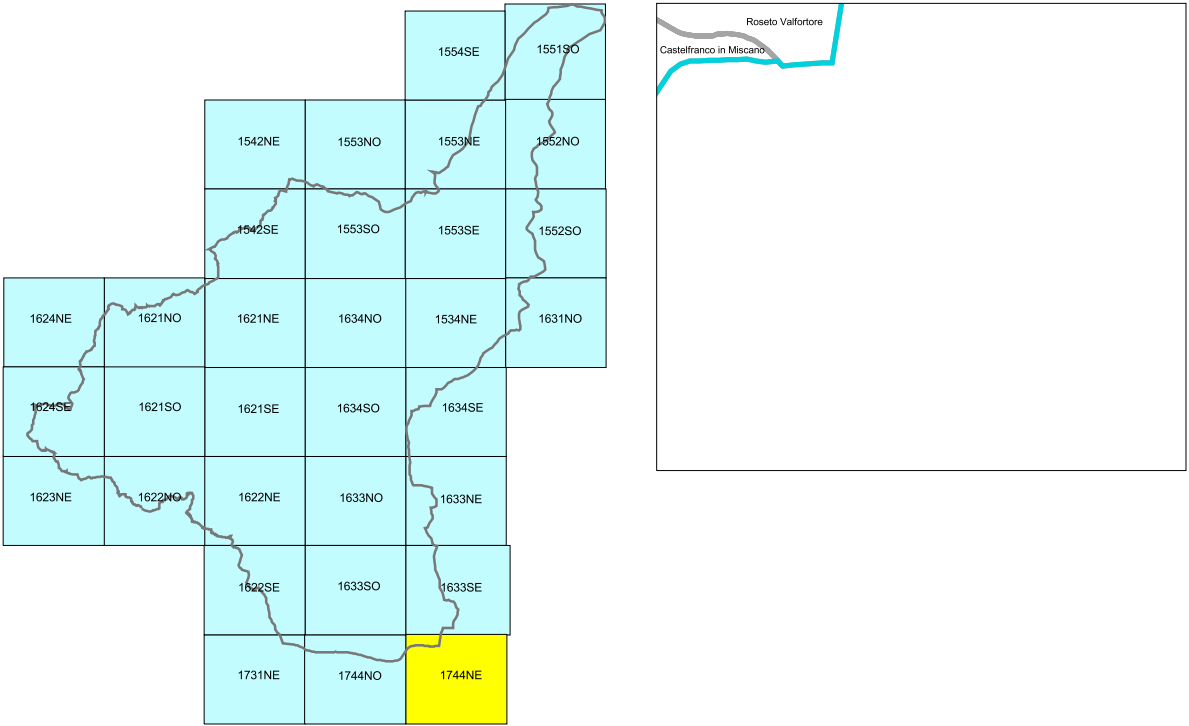 1554SE
1551SO
1542NE
1553NO
1553NE
1552NO
1542SE
1553SO
1553SE
1552SO
1624NE
1621NO
1621NE
1634NO
1534NE
1631NO
1624SE
1621SO
1621SE
1634SO
1634SE
1623NE
1622NO
1622NE
1633NO
1633NE
1622SE
1633SO
1633SE
1731NE
1744NO
1744NE
Roseto Valfortore
Castelfranco in Miscano